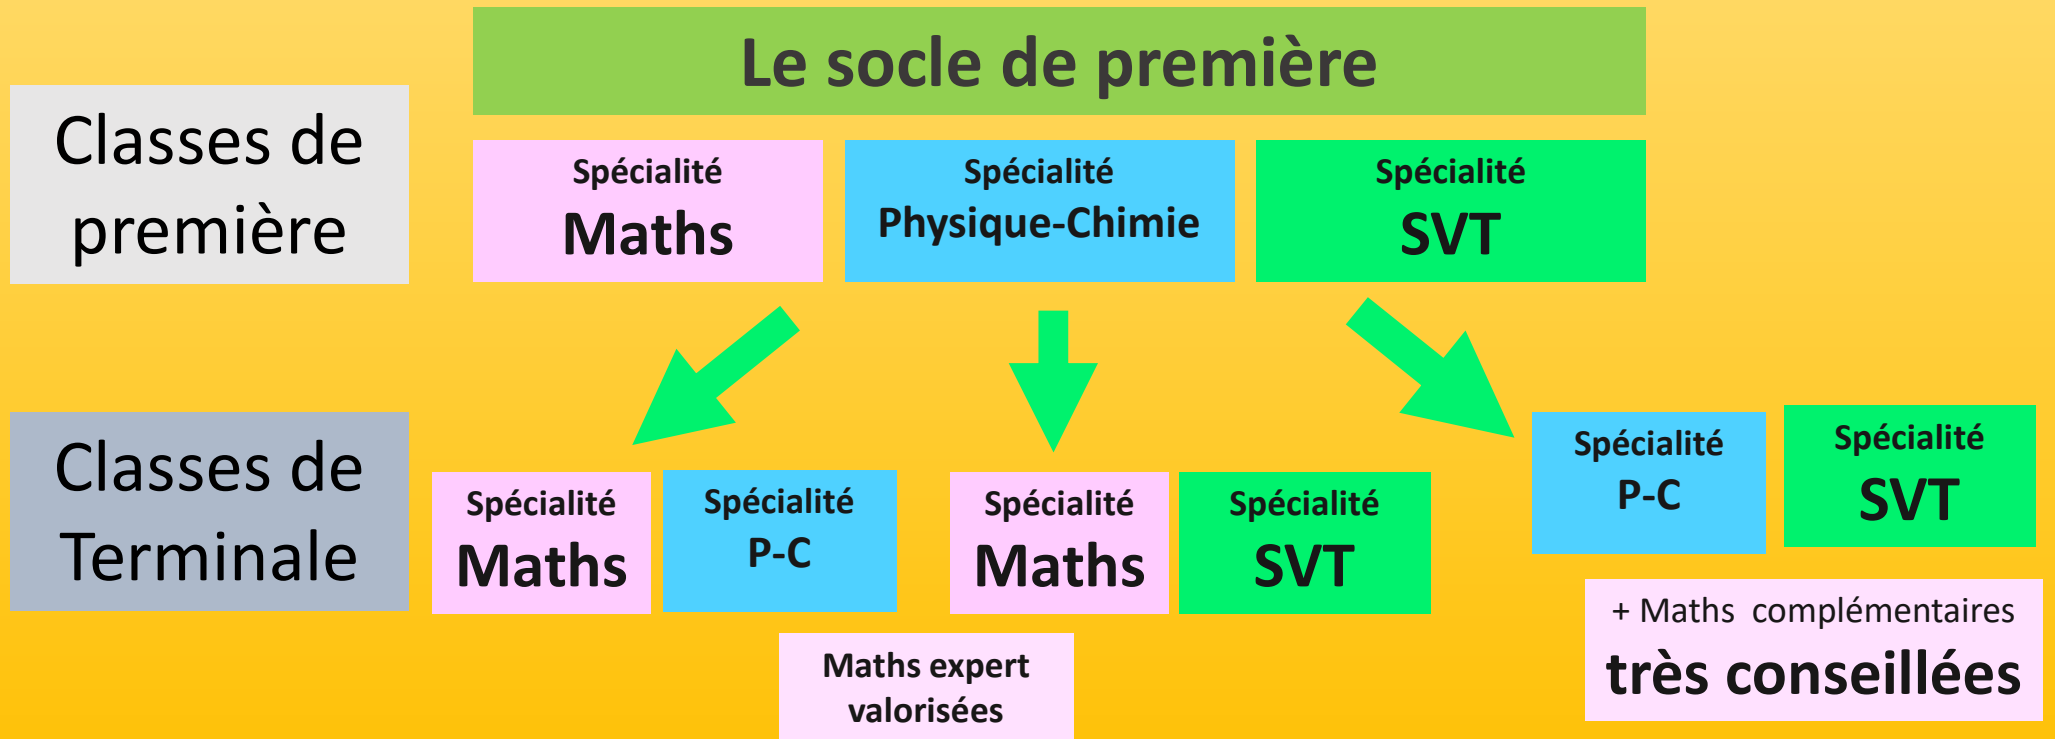 Le socle de première
Classes de
première
Spécialité
Maths
Spécialité
Physique-Chimie
Spécialité
SVT
Classes de
Terminale
Spécialité
Maths
Spécialité
P-C
Spécialité
Maths
Spécialité
SVT
Spécialité
P-C
Spécialité
SVT
Maths expert
valorisées
+ Maths complémentaires
très conseillées